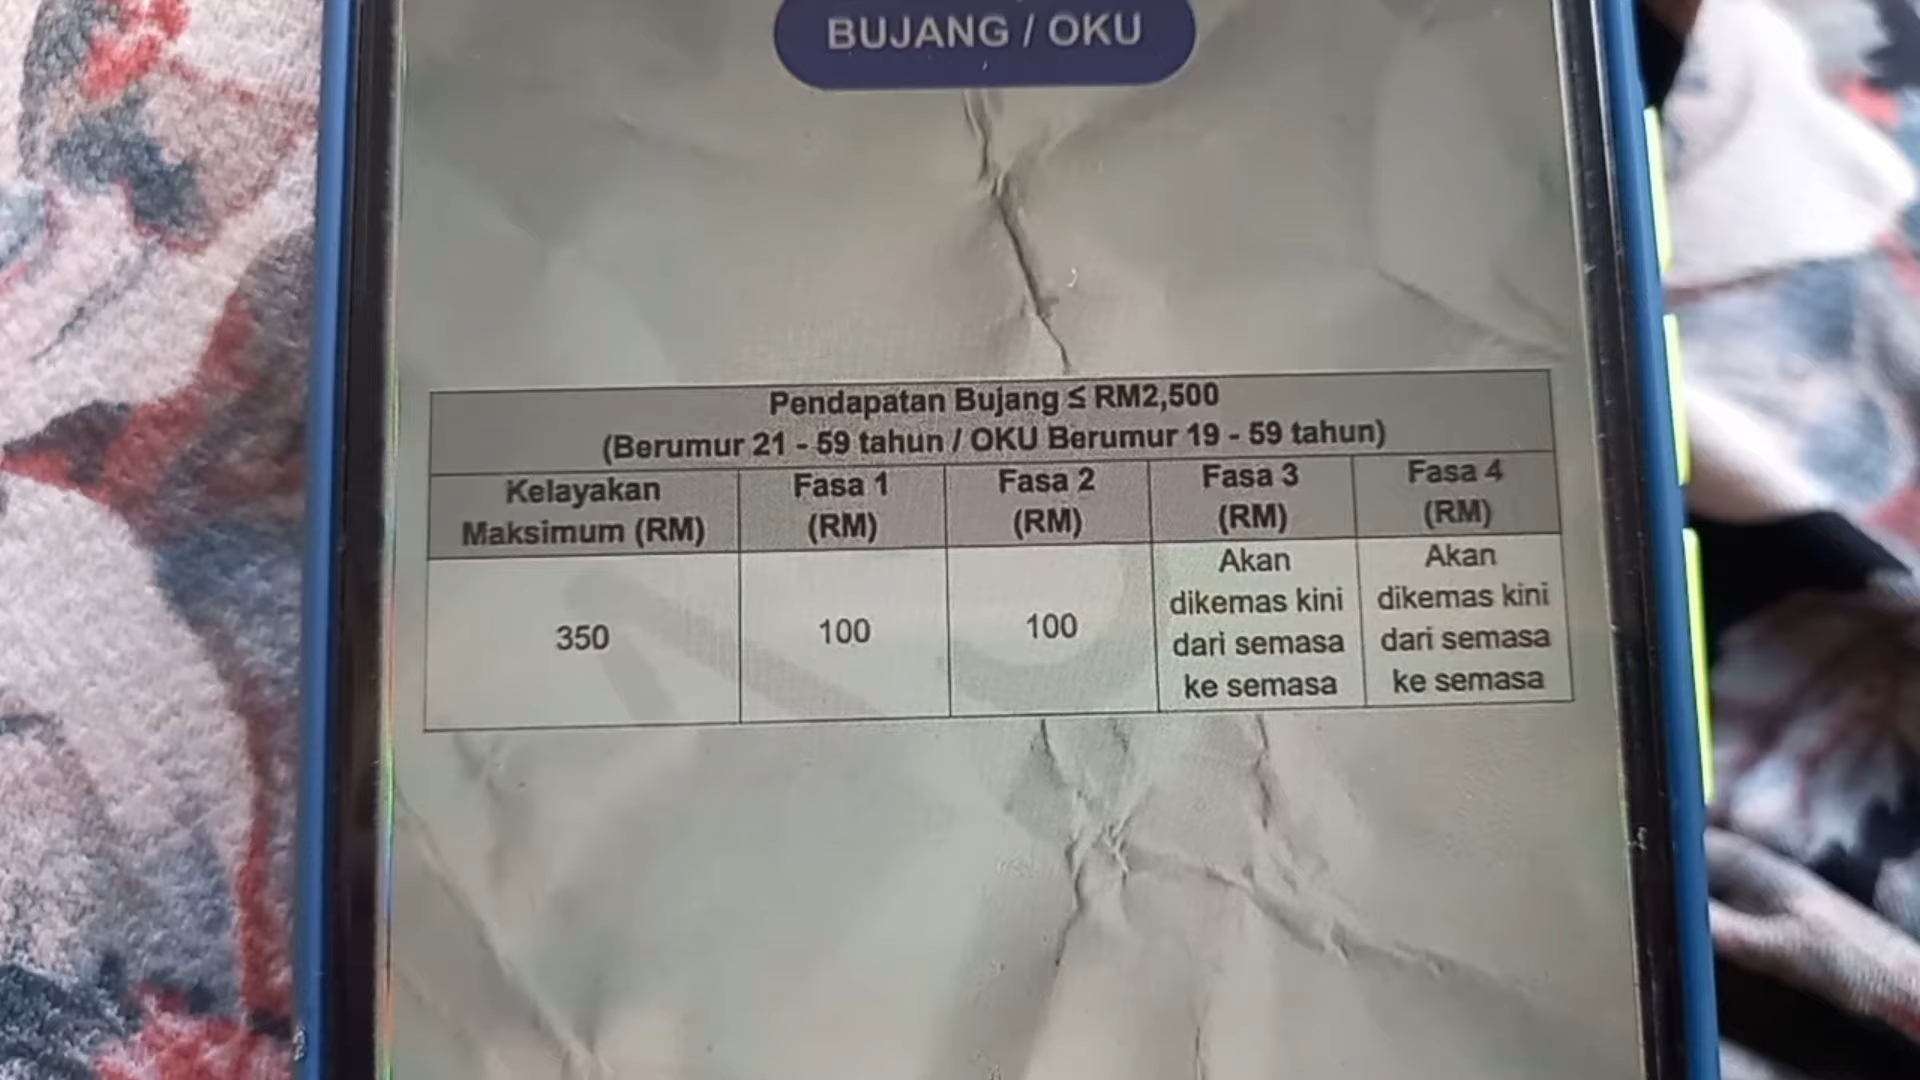 BUJANG / OKU
Pendapatan Bujang ≤ RM2,500
(Berumur 21 - 59 tahun / OKU Berumur 19 - 59 tahun)
Kelayakan
Maksimum (RM)
Fasa 1
(RM)
Fasa 2
(RM)
Fasa 3
(RM)
Fasa 4
(RM)
350
100
100
Akan
dikemas kini
dari semasa
ke semasa
Akan
dikemas kini
dari semasa
ke semasa